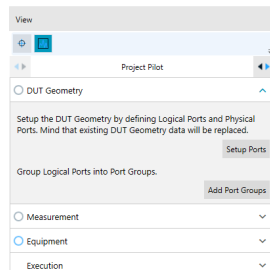 View
Project Pilot
DUT Geometry
Setup the DUT Geometry by defining Logical Ports and Physical
Ports. Mind that existing DUT Geometry data will be replaced.
Setup Ports
Group Logical Ports into Port Groups.
Add Port Groups
Measurement
Equipment
Execution